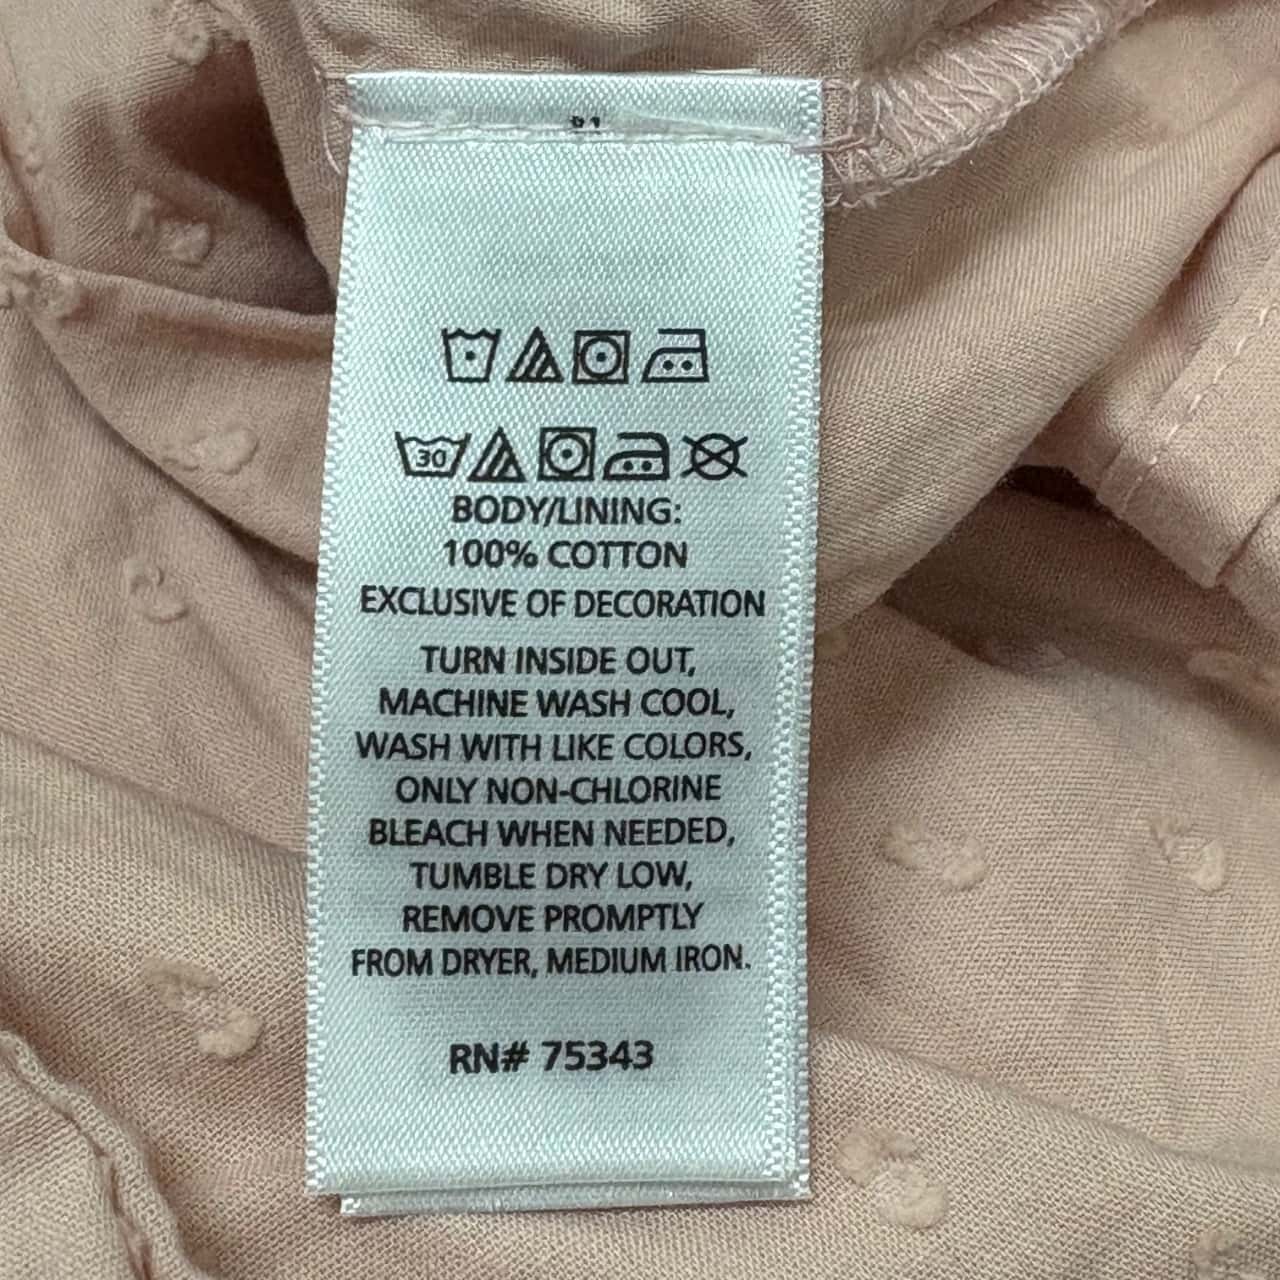 30
BODY/LINING:
100% COTTON
EXCLUSIVE OF DECORATION
TURN INSIDE OUT,
MACHINE WASH COOL,
WASH WITH LIKE COLORS,
ONLY NON-CHLORINE
BLEACH WHEN NEEDED,
TUMBLE DRY LOW,
REMOVE PROMPTLY
FROM DRYER, MEDIUM IRON.
RN# 75343